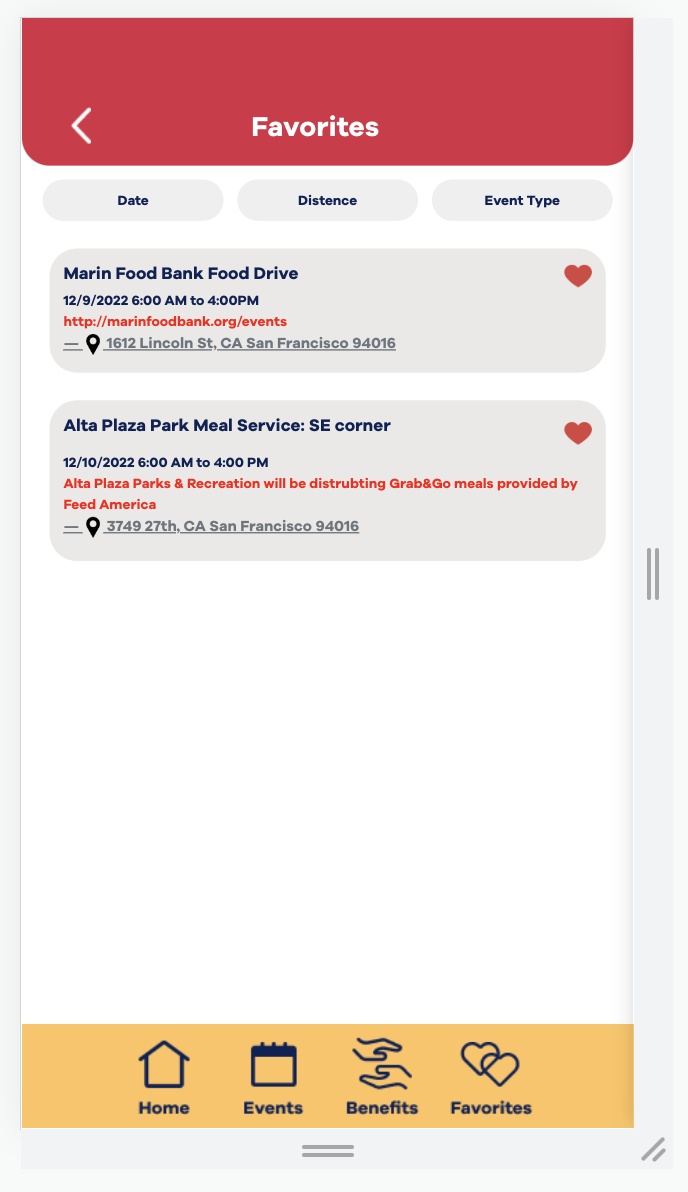 Favorites
Date
Distence
Event Type
Marin Food Bank Food Drive
12/9/2022 6:00 AM to 4:00PM
http://marinfoodbank.org/events
— 1612 Lincoln St, CA San Francisco 94016
Alta Plaza Park Meal Service: SE corner
12/10/2022 6:00 AM to 4:00 PM
Alta Plaza Parks & Recreation will be distrubting Grab&Go meals provided by
Feed America
— 3749 27th, CA San Francisco 94016
Home
Events
Benefits
Favorites